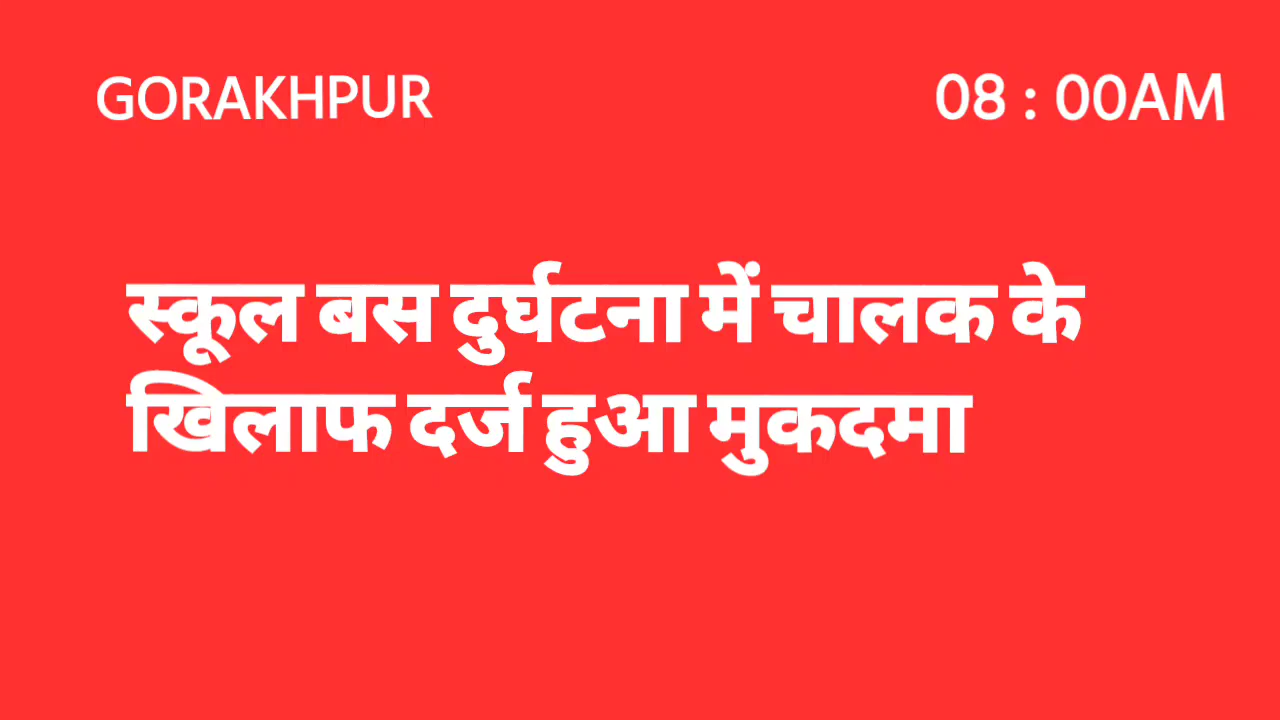 GORAKHPUR
08 : 00AM
स्कूल बस दुर्घटना में चालक के
खिलाफ दर्ज हुआ मुकदमा